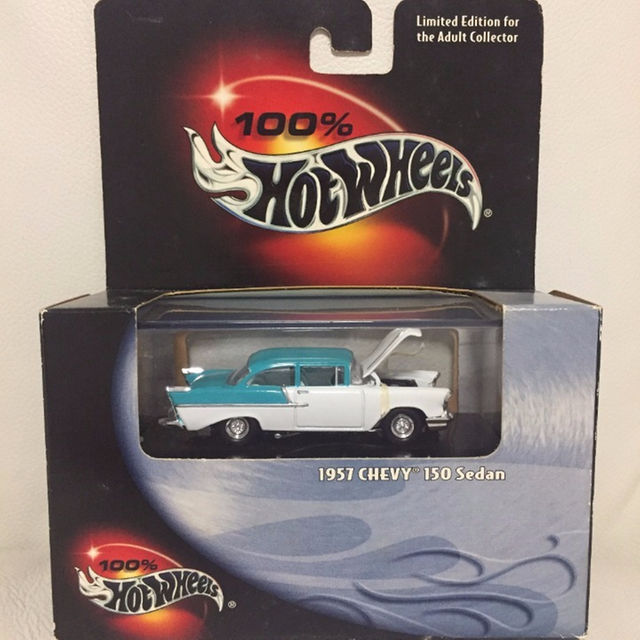 Limited Edition for
the Adult Collector
100%
Hot Wheels®
1957 CHEVY® 150 Sedan
100%
Hot Wheels®